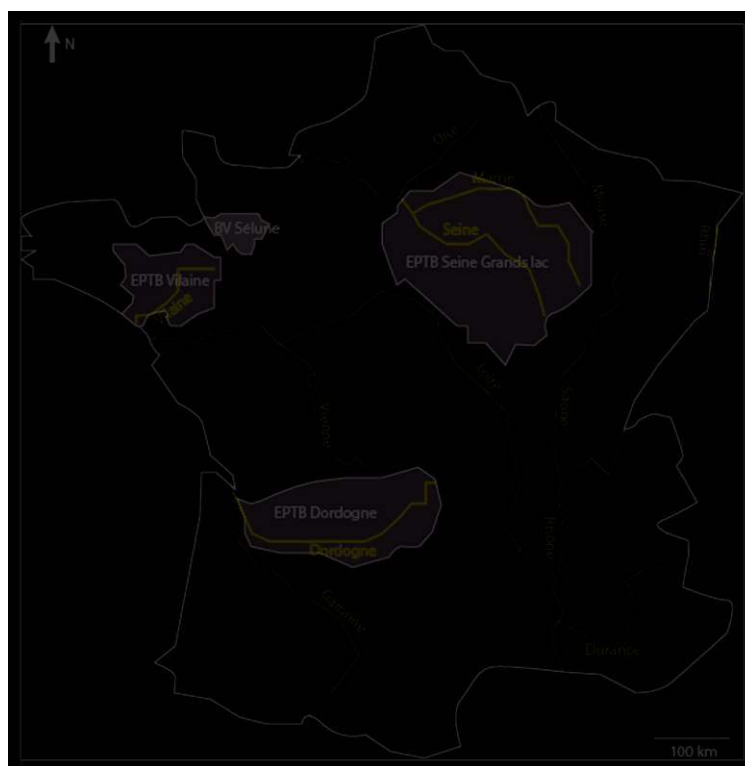 N
Oise
Marne
BV Sélune
Seine
Meuse
Rhin
EPTB Vilaine
Vilaine
EPTB Seine Grands lac
Loire
Vienne
Saône
EPTB Dordogne
Dordogne
Rhône
Garonne
Durance
100 km